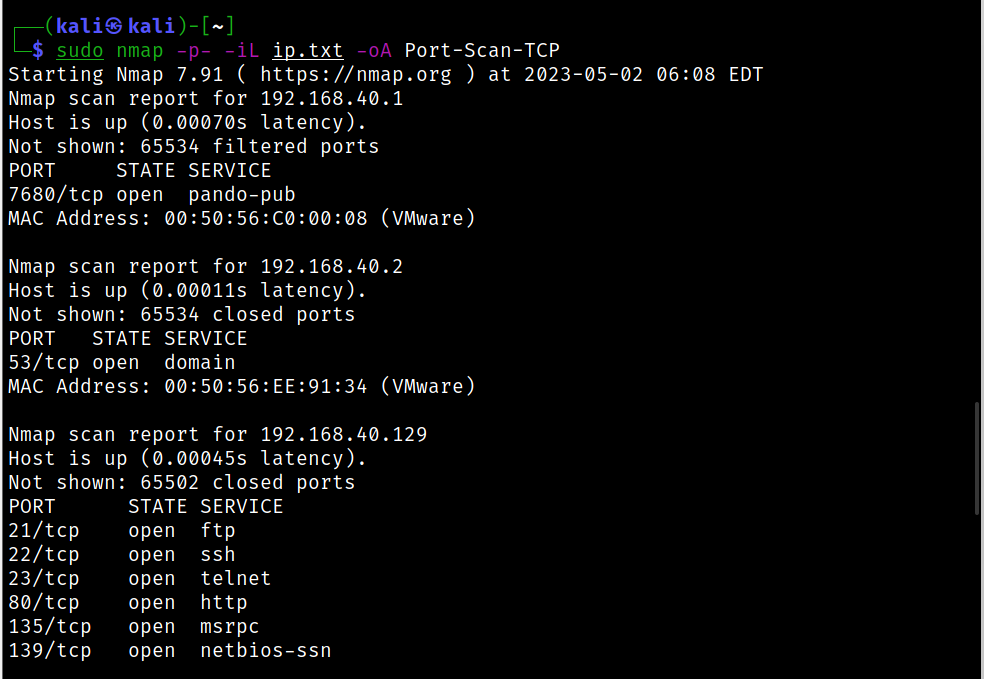 ┌──(kali㉿kali)-[~]
└─$ sudo nmap -p- -iL ip.txt -oA Port-Scan-TCP
Starting Nmap 7.91 ( https://nmap.org ) at 2023-05-02 06:08 EDT
Nmap scan report for 192.168.40.1
Host is up (0.00070s latency).
Not shown: 65534 filtered ports
PORT     STATE SERVICE
7680/tcp open  pando-pub
MAC Address: 00:50:56:C0:00:08 (VMware)

Nmap scan report for 192.168.40.2
Host is up (0.00011s latency).
Not shown: 65534 closed ports
PORT   STATE SERVICE
53/tcp open  domain
MAC Address: 00:50:56:EE:91:34 (VMware)

Nmap scan report for 192.168.40.129
Host is up (0.00045s latency).
Not shown: 65502 closed ports
PORT      STATE SERVICE
21/tcp    open  ftp
22/tcp    open  ssh
23/tcp    open  telnet
80/tcp    open  http
135/tcp   open  msrpc
139/tcp   open  netbios-ssn